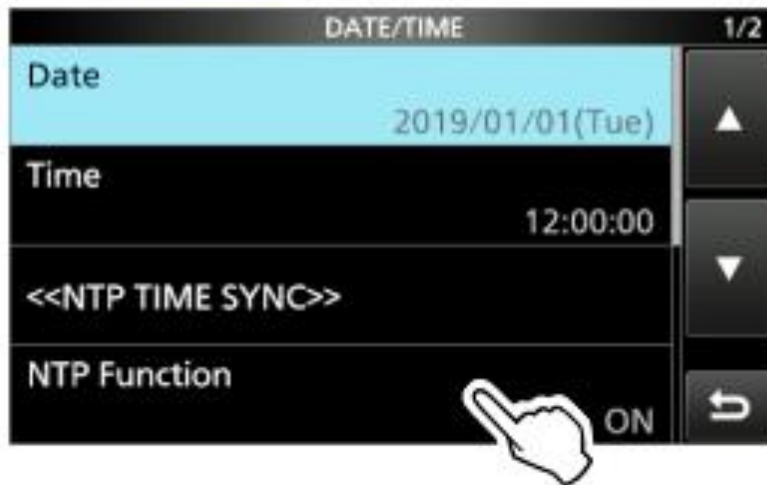 DATE/TIME 1/2
Date
2019/01/01(Tue)
Time
12:00:00
<<NTP TIME SYNC>>
NTP Function
ON